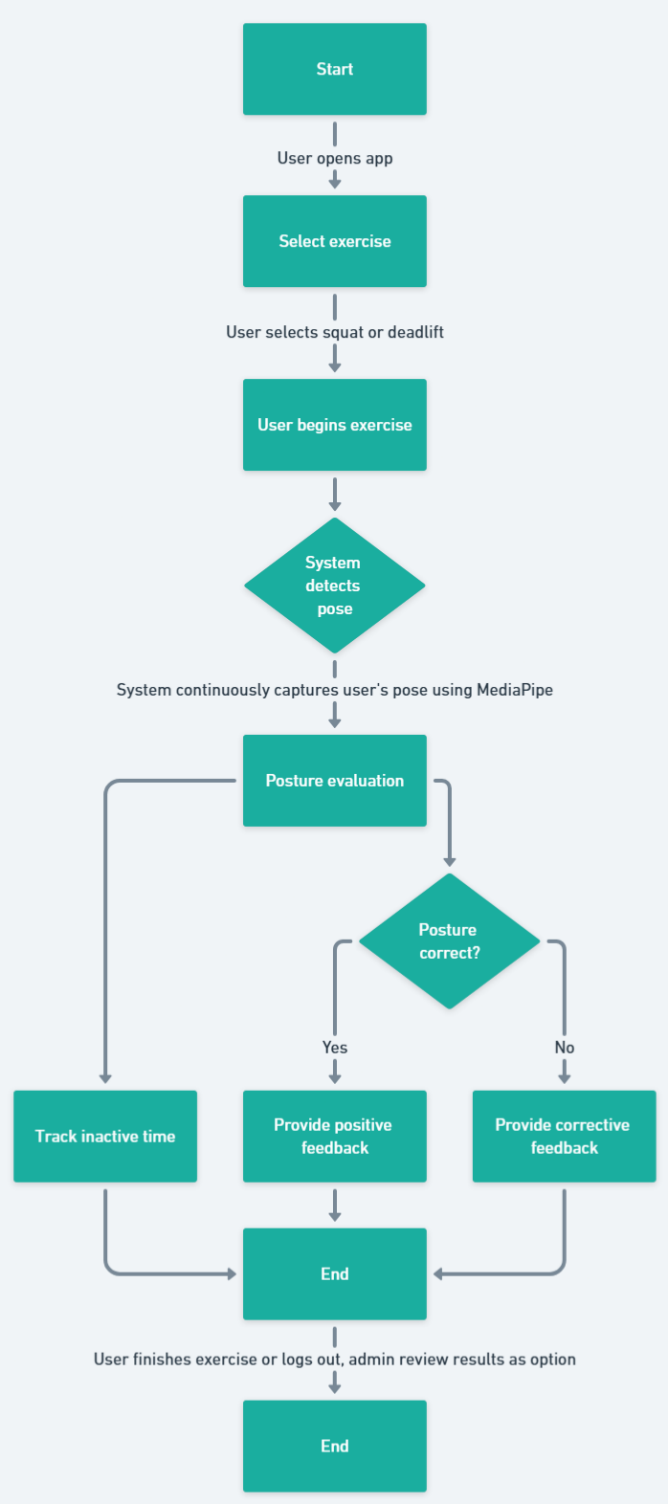 Start
User opens app
Select exercise
User selects squat or deadlift
User begins exercise
System
detects
pose
System continuously captures user's pose using MediaPipe
Posture evaluation
Posture
correct?
Yes
No
Track inactive time
Provide positive
feedback
Provide corrective
feedback
End
User finishes exercise or logs out, admin review results as option
End